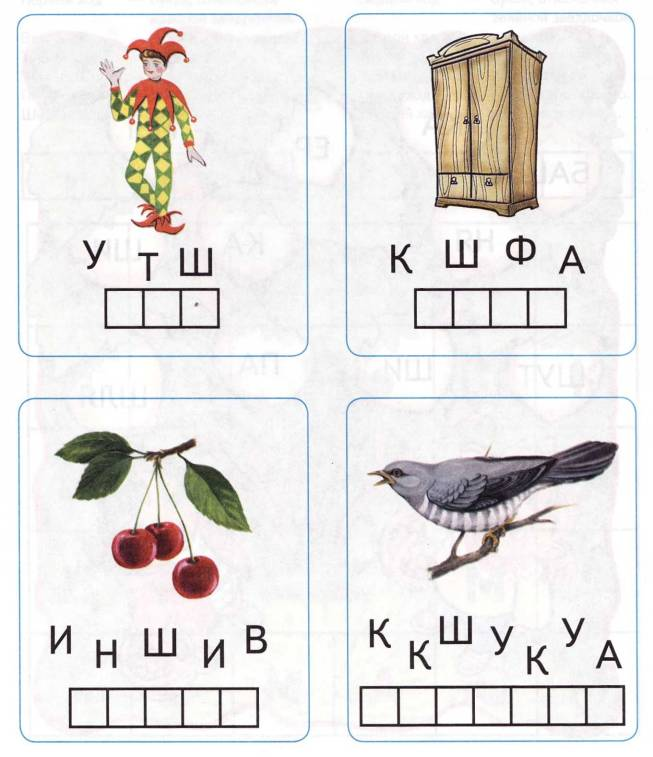 У Т Ш
К Ш Ф А
И Н Ш И В
К К Ш У К У А